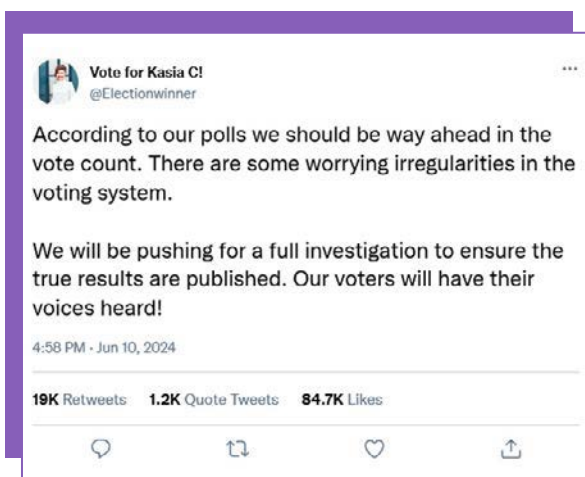 Vote for Kasia C!
@Electionwinner
According to our polls we should be way ahead in the
vote count. There are some worrying irregularities in the
voting system.
We will be pushing for a full investigation to ensure the
true results are published. Our voters will have their
voices heard!
4:58 PM · Jun 10, 2024
19K Retweets 1.2K Quote Tweets 84.7K Likes